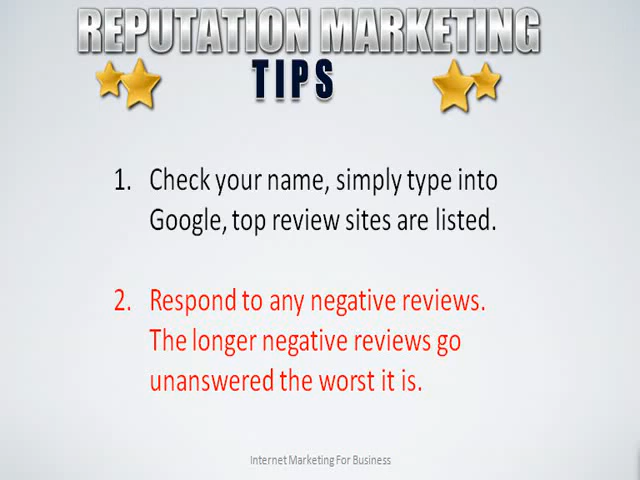 REPUTATION MARKETING
TIPS
1. Check your name, simply type into
Google, top review sites are listed.
2. Respond to any negative reviews.
The longer negative reviews go
unanswered the worst it is.
Internet Marketing For Business